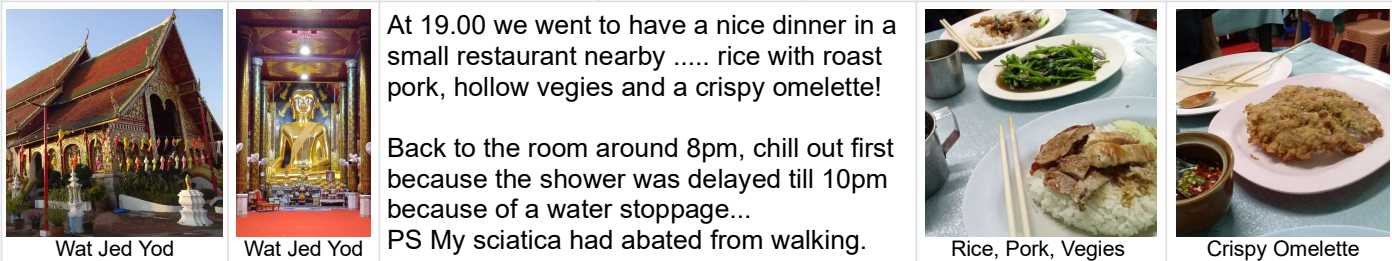 At 19.00 we went to have a nice dinner in a
small restaurant nearby ..... rice with roast
pork, hollow vegies and a crispy omelette!
Back to the room around 8pm, chill out first
because the shower was delayed till 10pm
because of a water stoppage...
PS My sciatica had abated from walking.
Wat Jed Yod
Wat Jed Yod
Rice, Pork, Vegies
Crispy Omelette